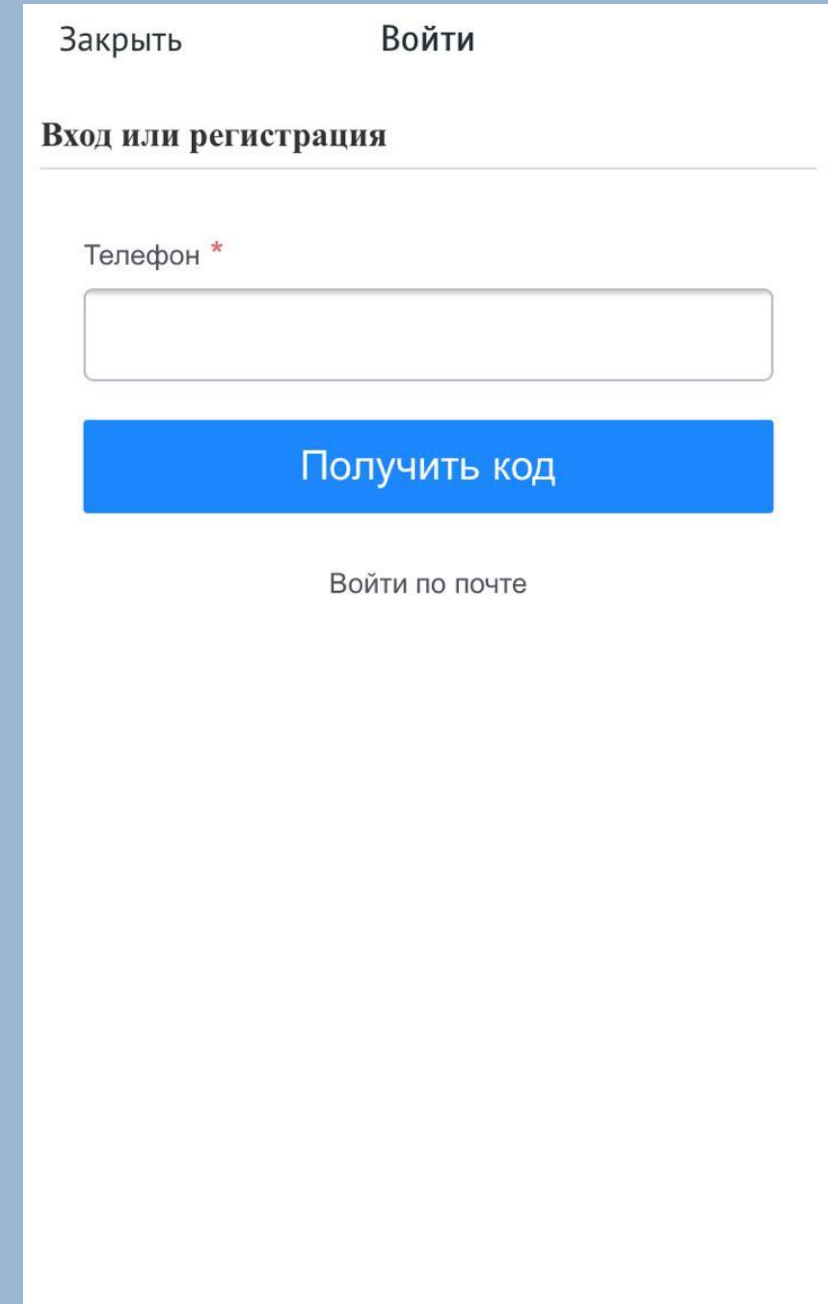 Закрыть Войти
Вход или регистрация
Телефон *
Получить код
Войти по почте